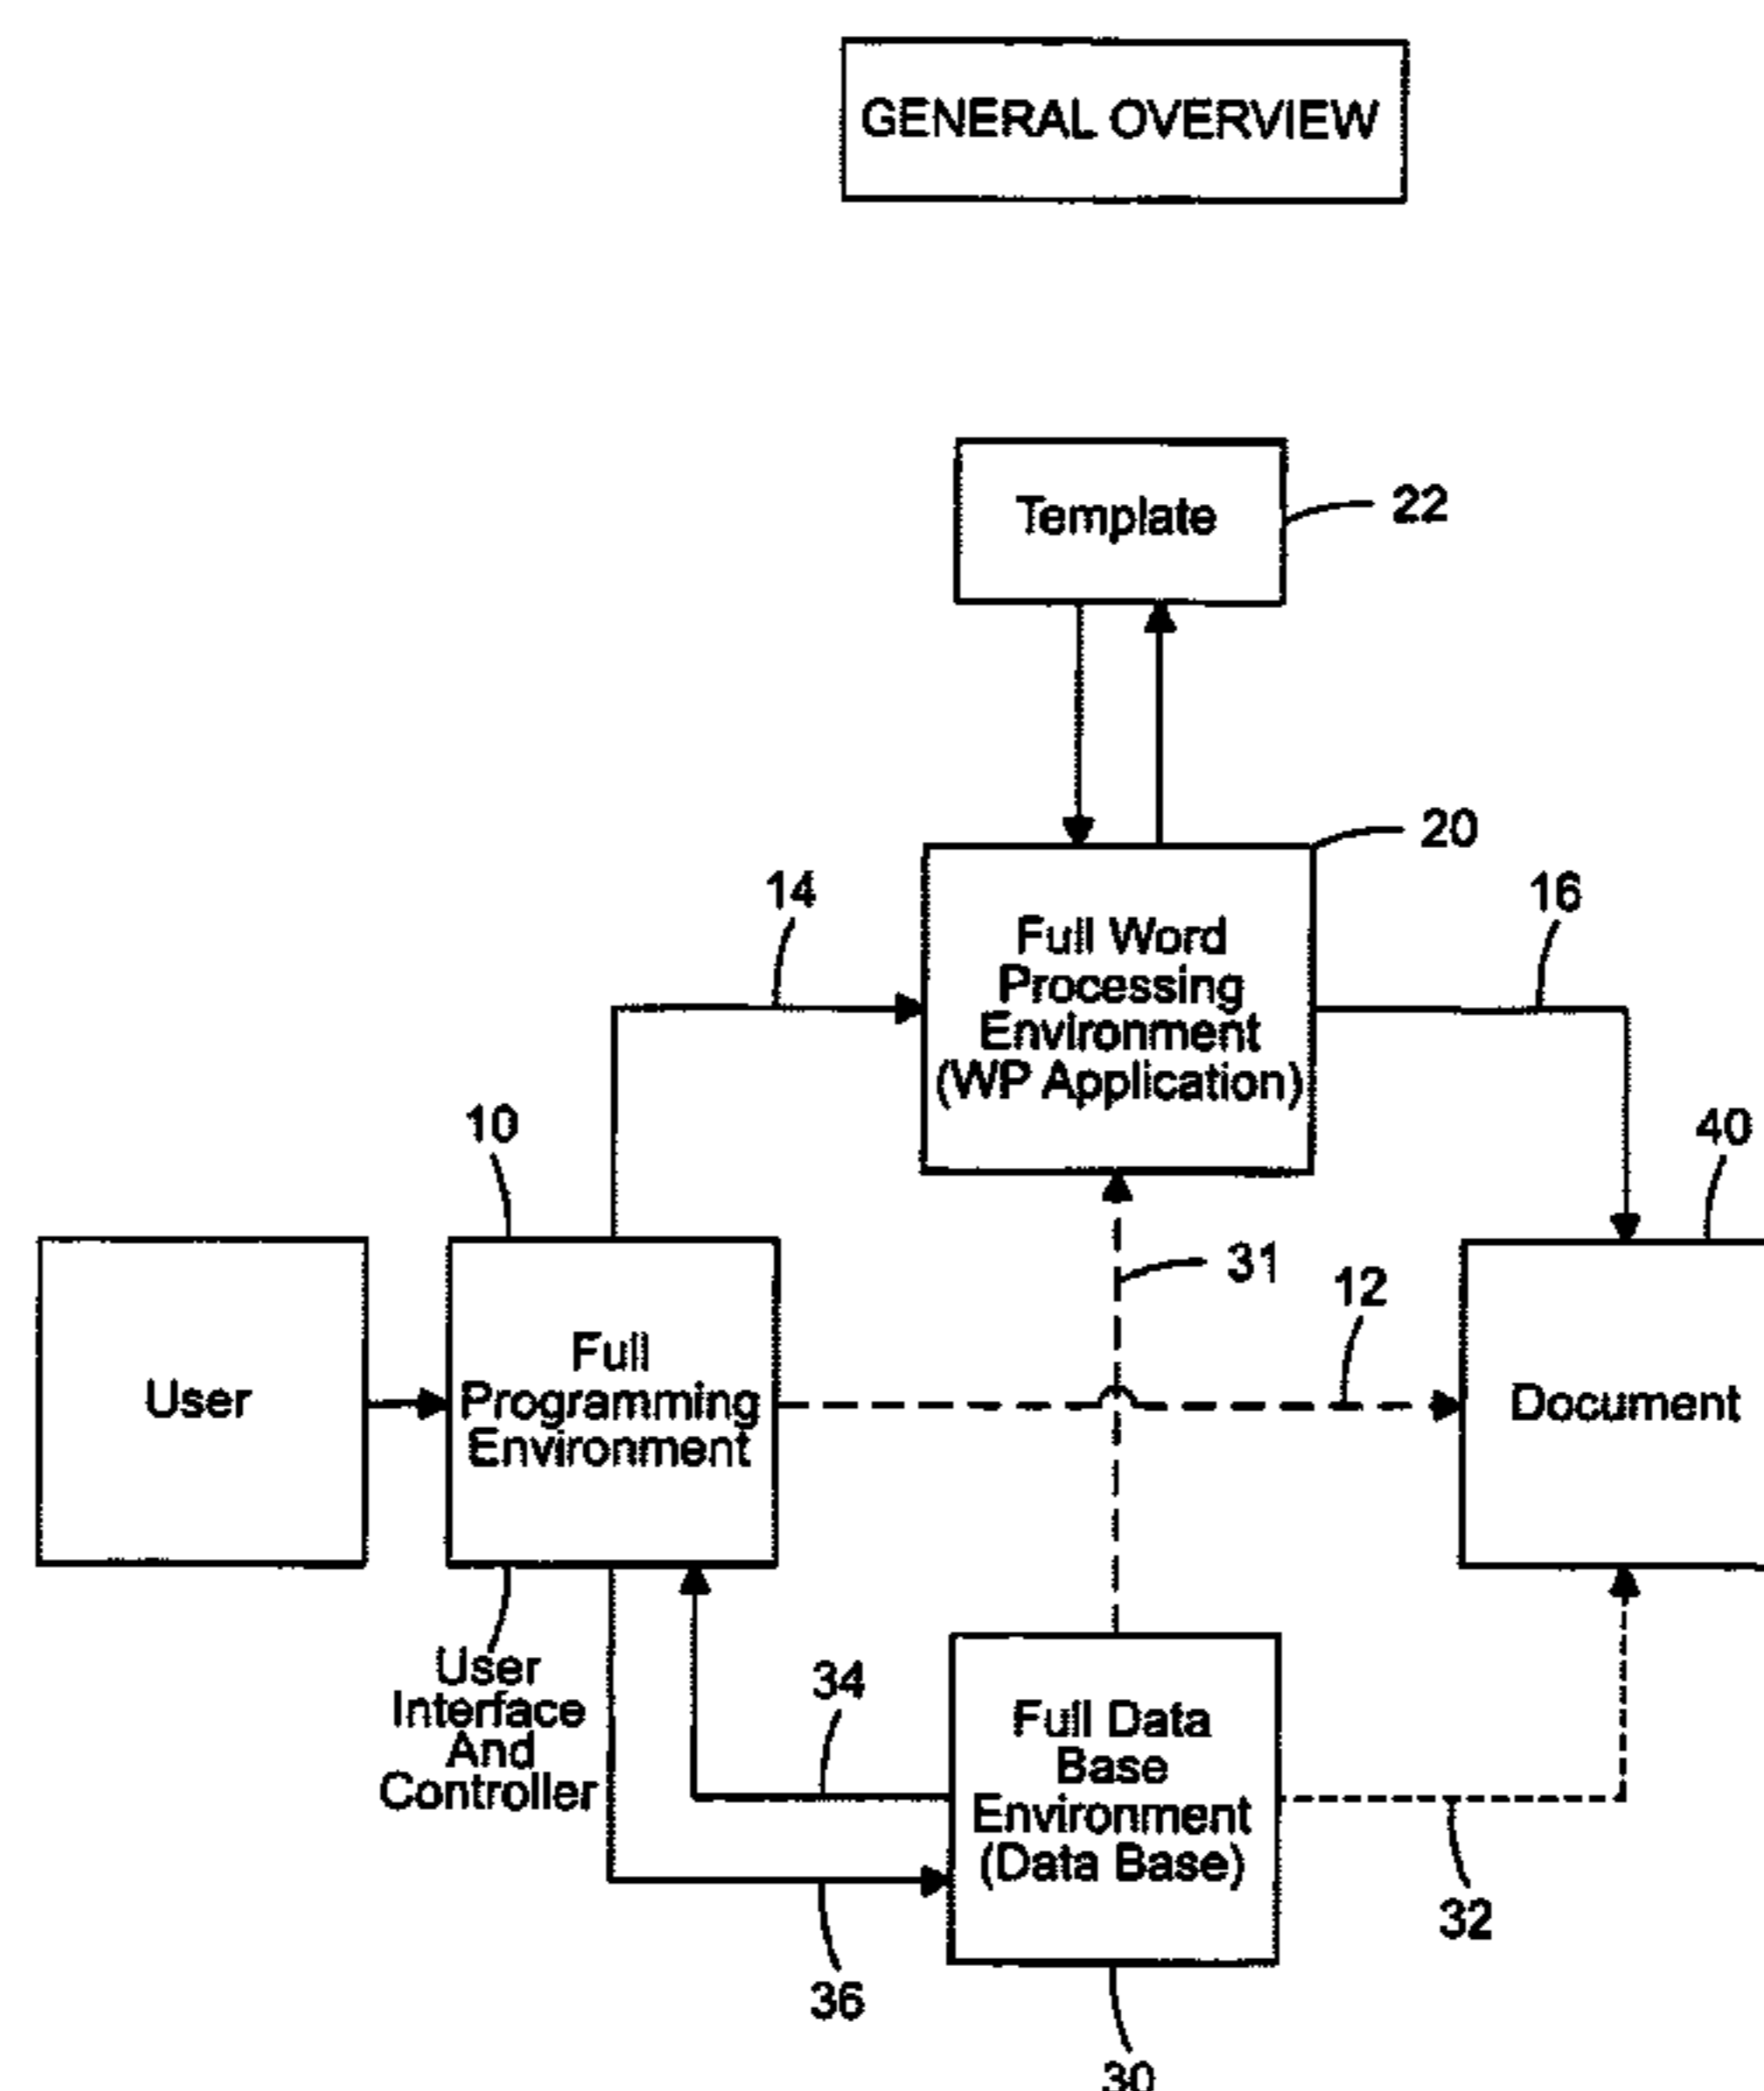 GENERAL OVERVIEW
Template
22
20
14
16
Full Word
Processing
Environment
(WP Application)
10
40
31
12
User
Full
Programming
Environment
Document
User
Interface
And
Controller
34
Full Data
Base
Environment
(Data Base)
32
36
30